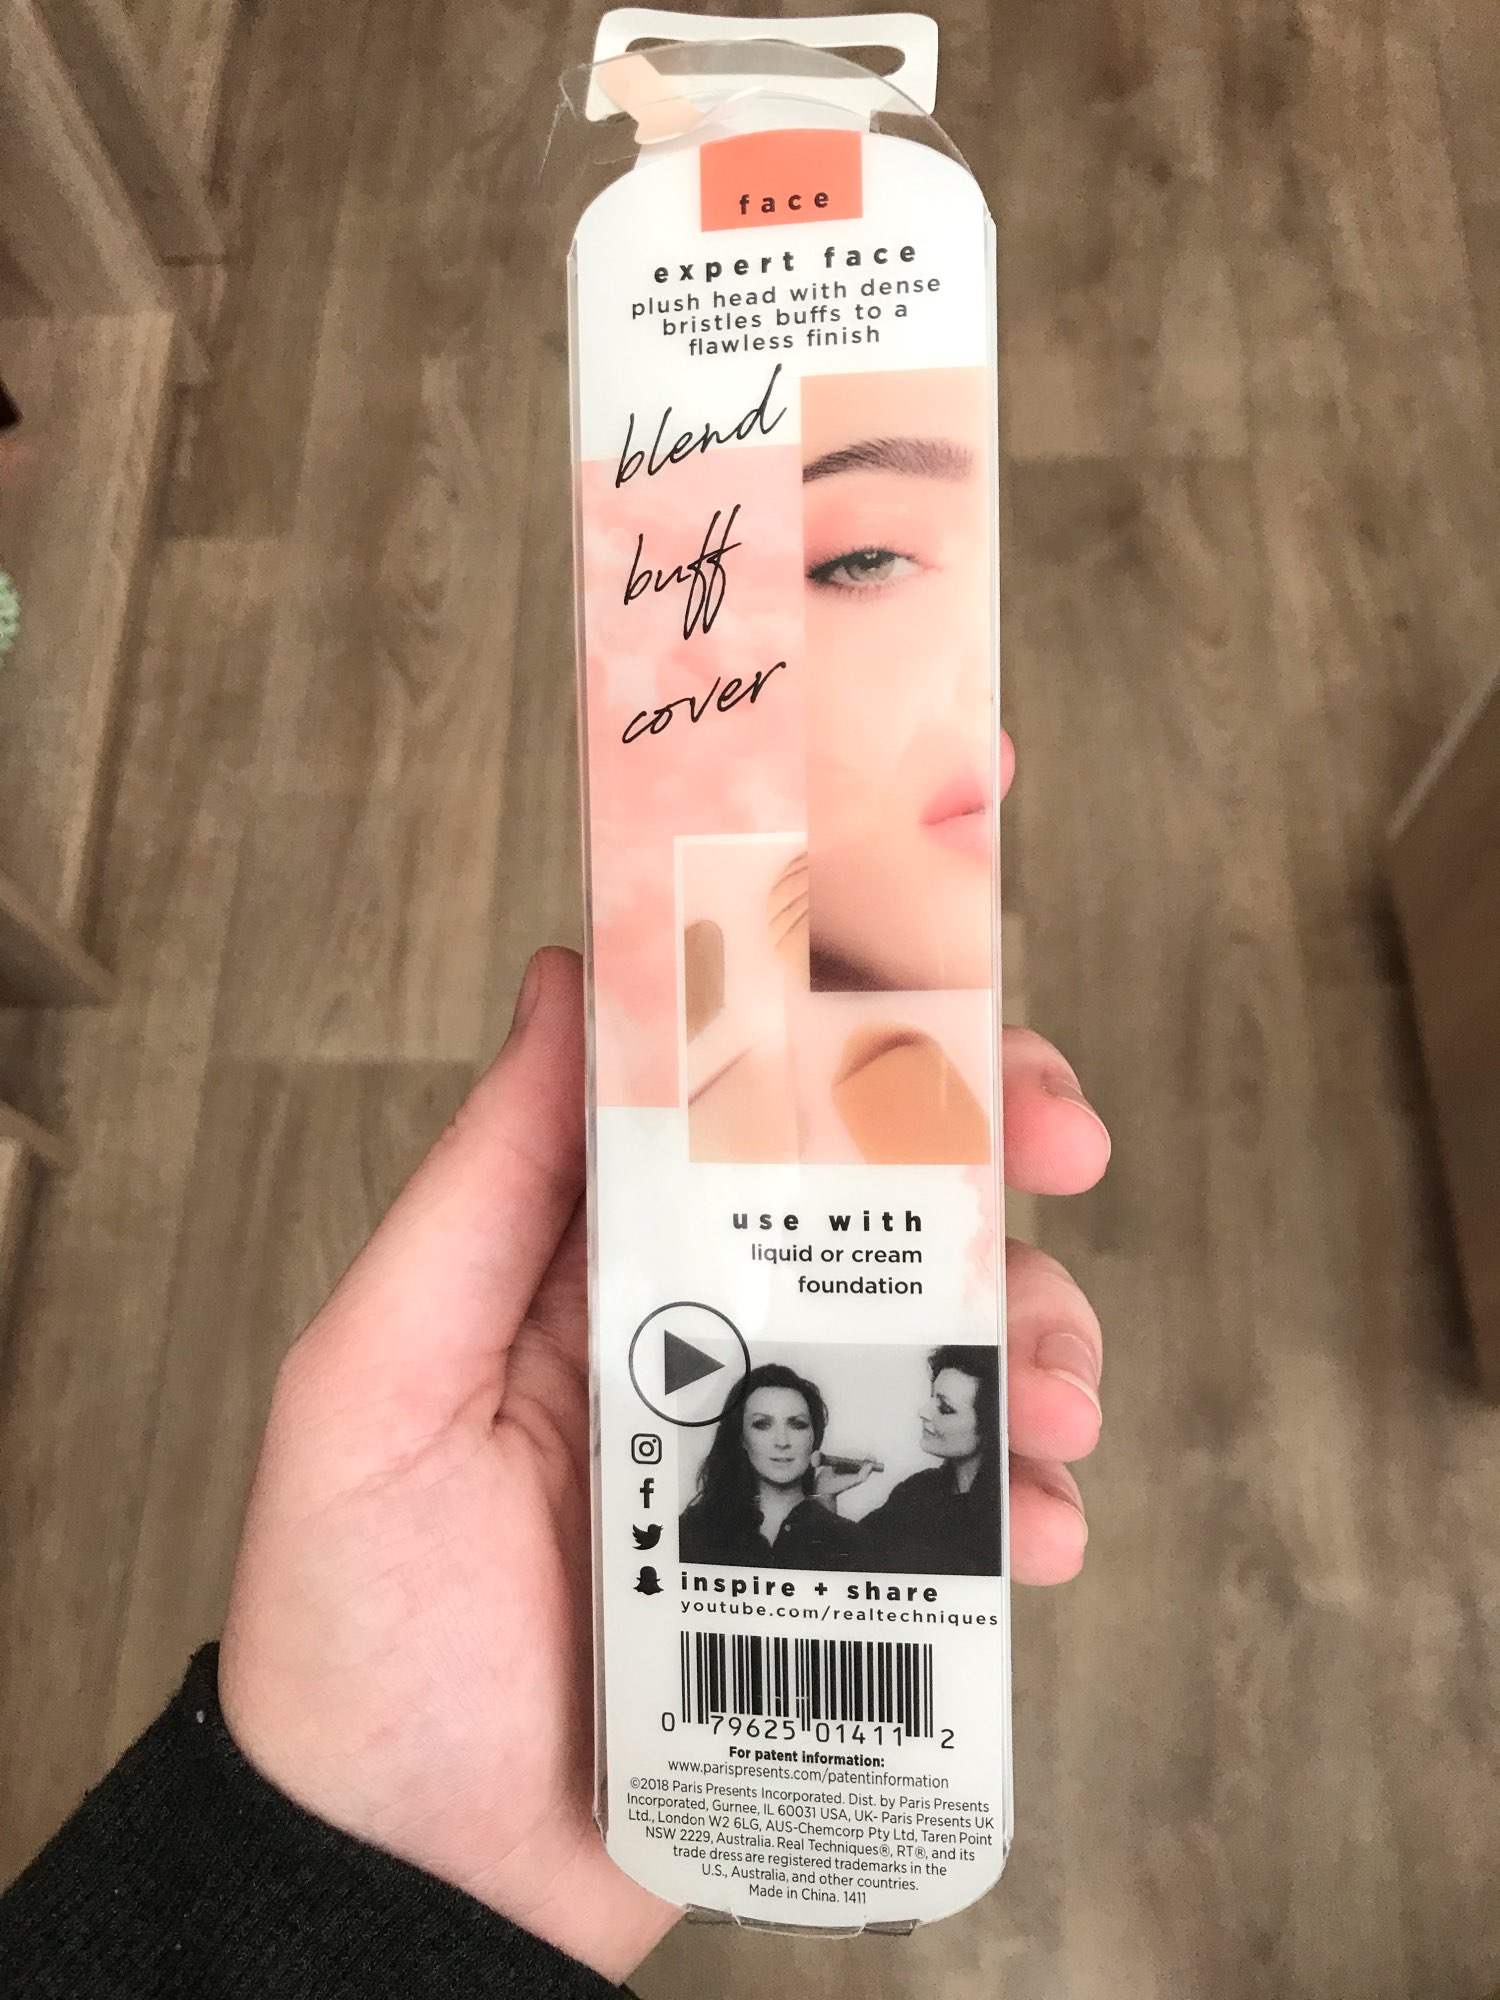 face
expert face
plush head with dense
bristles buffs to a
flawless finish
blend
buff
cover
use with
liquid or cream
foundation
inspire + share
youtube.com/realtechniques
0 79625 01411 2
For patent information:
www.parispresents.com/patentinformation
©2018 Paris Presents Incorporated. Dist. by Paris Presents
Incorporated, Gurnee, IL 60031 USA, UK- Paris Presents UK
Ltd., London W2 6LG, AUS-Chemcorp Pty Ltd, Taren Point
NSW 2229, Australia. Real Techniques®, RT®, and its
trade dress are registered trademarks in the
U.S., Australia, and other countries.
Made in China. 1411